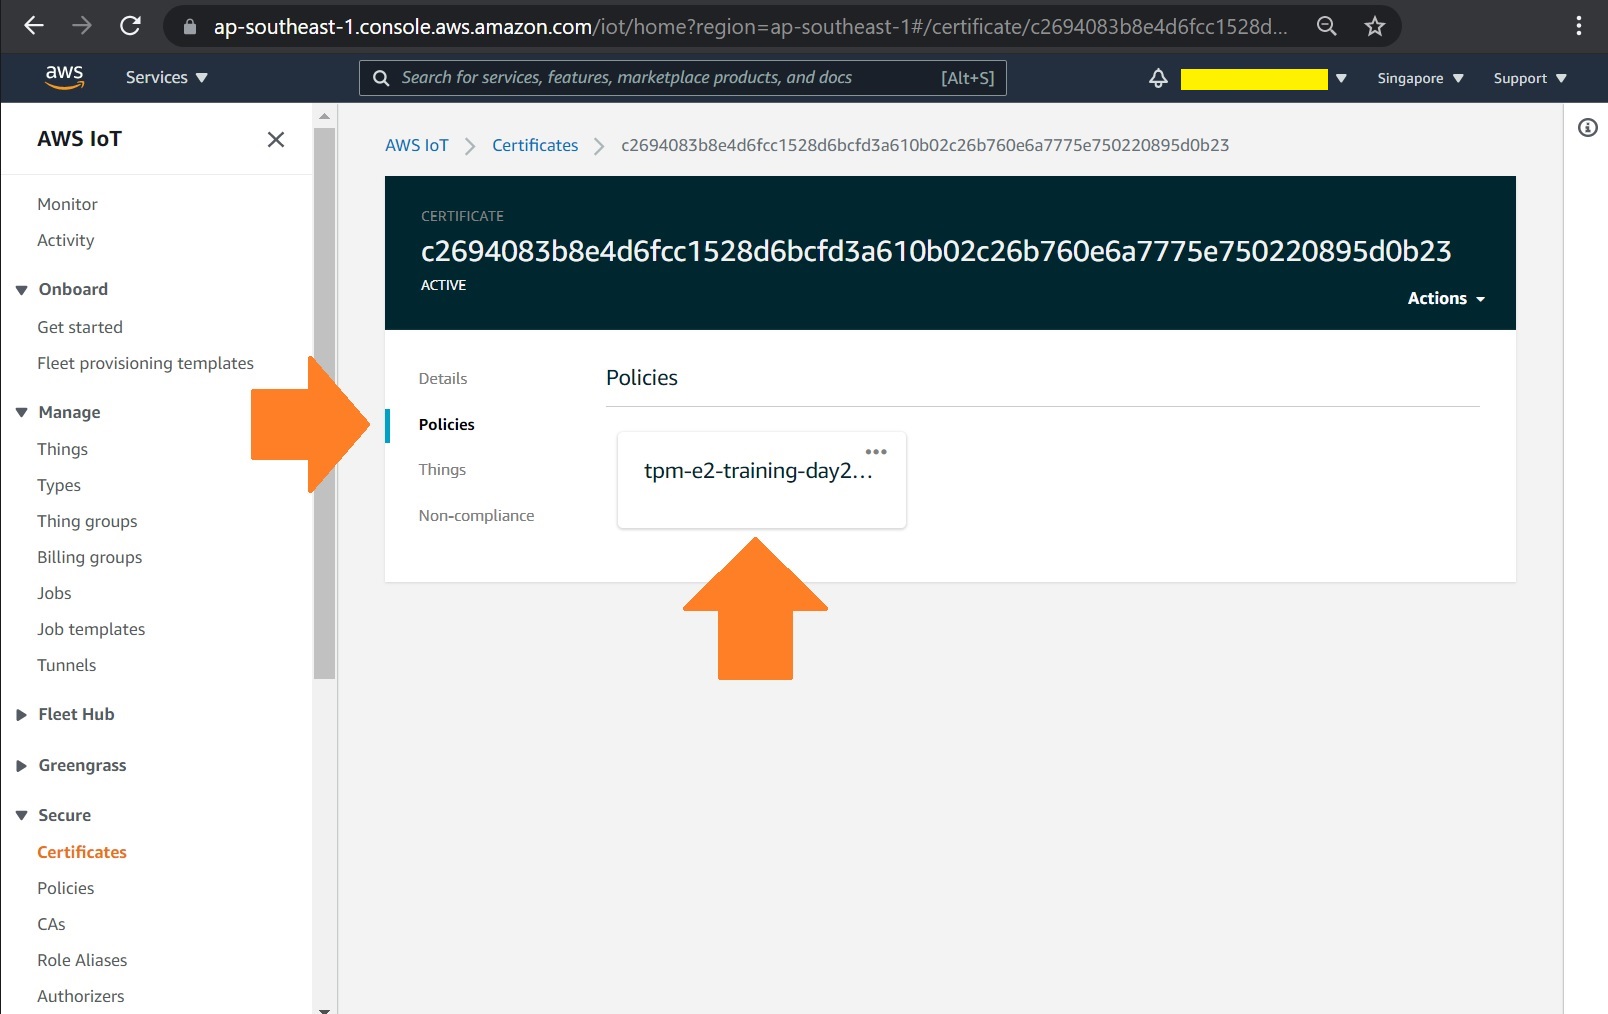 ap-southeast-1.console.aws.amazon.com/iot/home?region=ap-southeast-1#/certificate/c2694083b8e4d6fcc1528d...
aws Services Search for services, features, marketplace products, and docs [Alt+S] Singapore Support
AWS IoT
Monitor
Activity
Onboard
Get started
Fleet provisioning templates
Manage
Things
Types
Thing groups
Billing groups
Jobs
Job templates
Tunnels
Fleet Hub
Greengrass
Secure
Certificates
Policies
CAs
Role Aliases
Authorizers
AWS IoT Certificates c2694083b8e4d6fcc1528d6bcfd3a610b02c26b760e6a7775e750220895d0b23
CERTIFICATE
c2694083b8e4d6fcc1528d6bcfd3a610b02c26b760e6a7775e750220895d0b23
ACTIVE
Actions
Details
Policies
Things
Non-compliance
Policies
tpm-e2-training-day2...